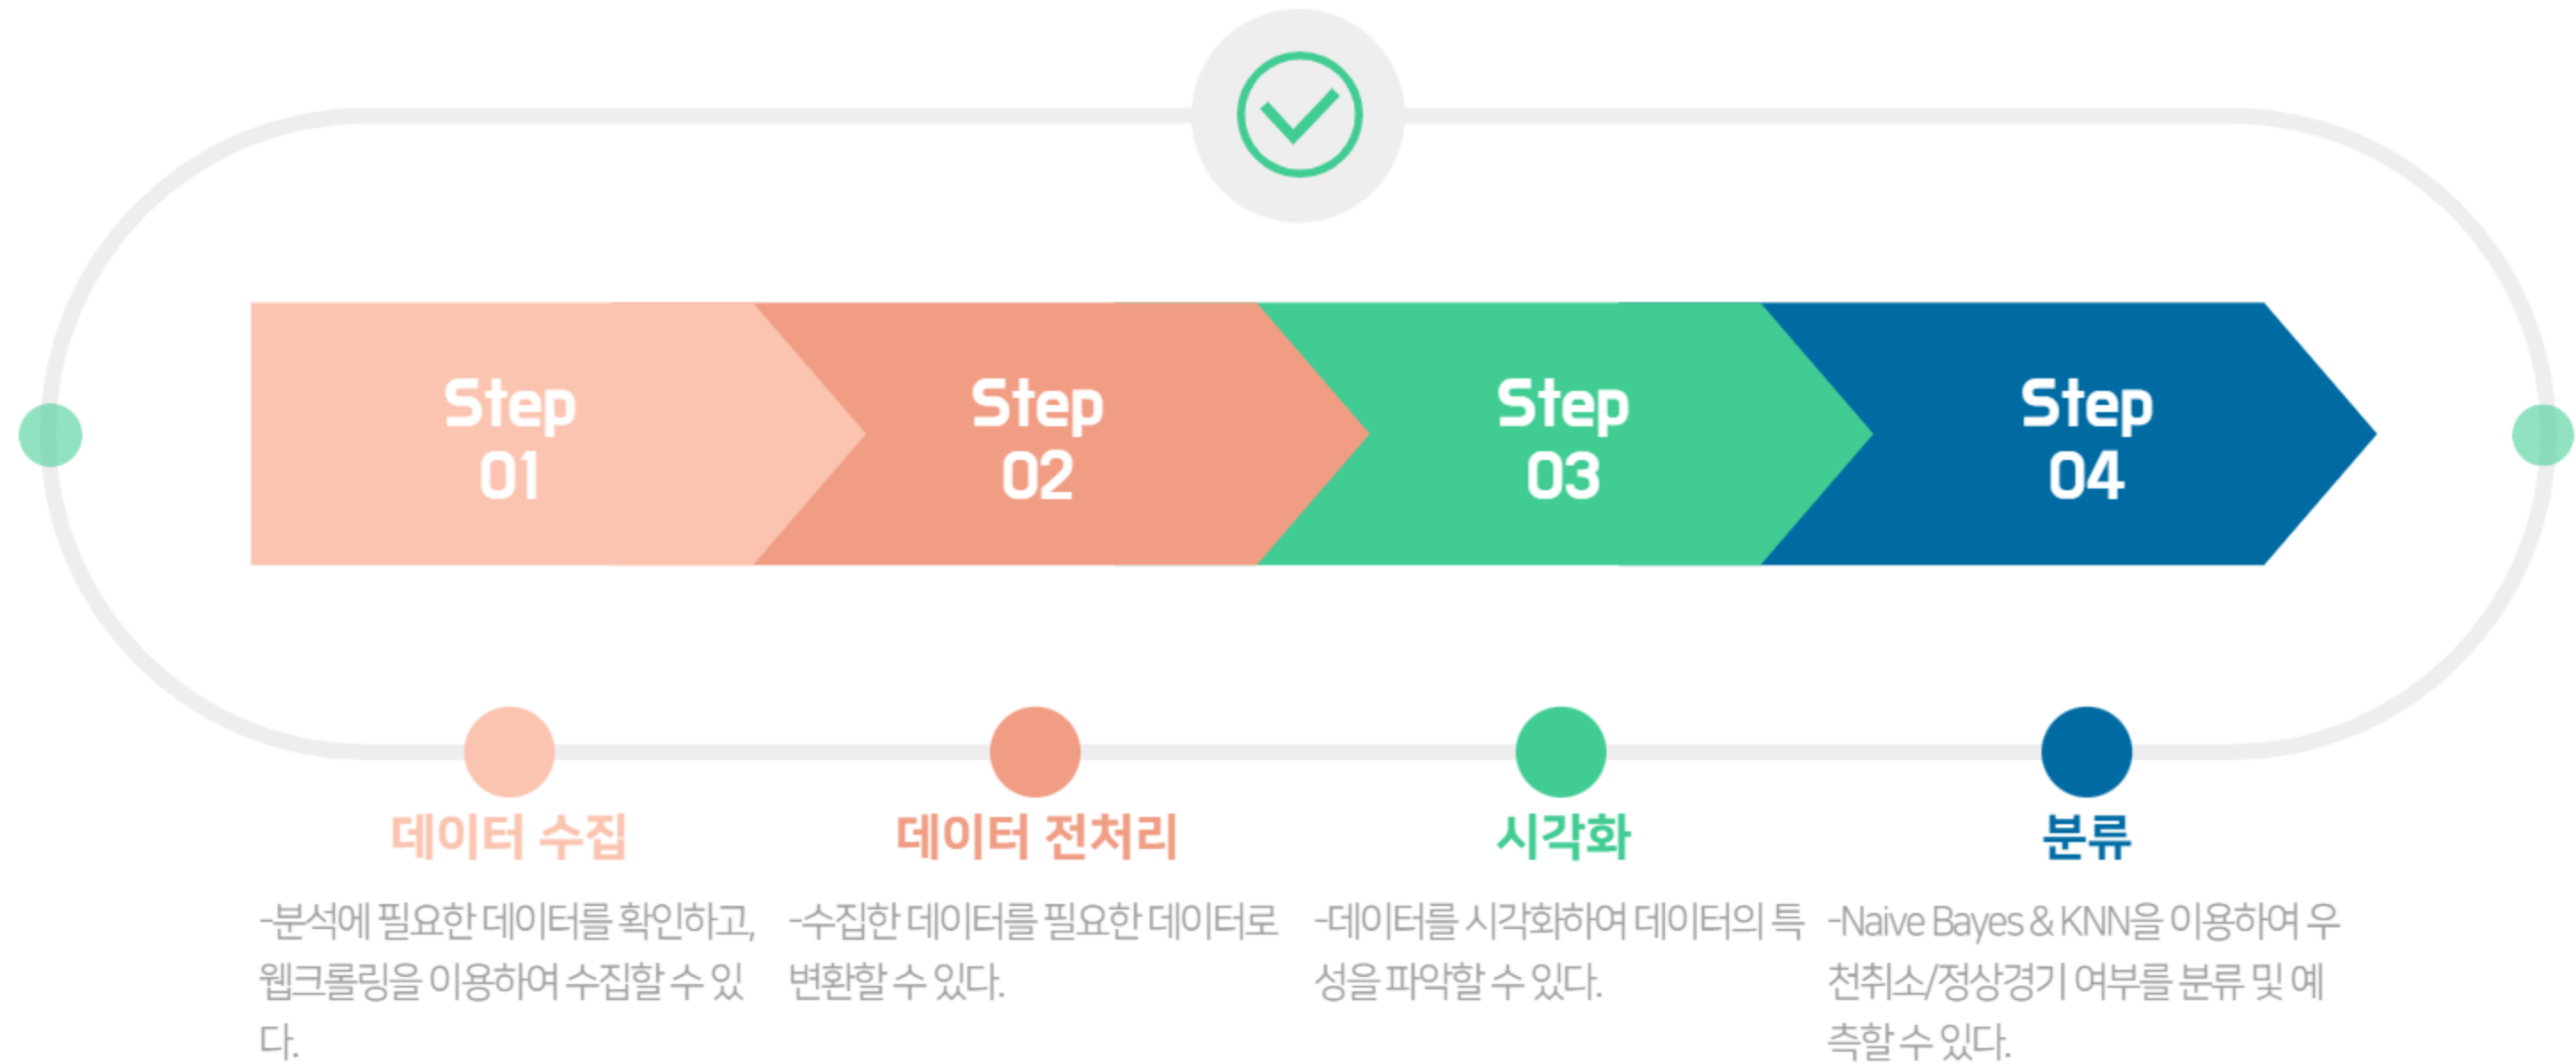 Step
01
Step
02
Step
03
Step
04
데이터 수집
-분석에 필요한 데이터를 확인하고,
웹크롤링을 이용하여 수집할 수 있
다.
데이터 전처리
-수집한 데이터를 필요한 데이터로
변환할 수 있다.
시각화
-데이터를 시각화하여 데이터의 특
성을 파악할 수 있다.
분류
-Naive Bayes & KNN을 이용하여 우
천취소/정상경기 여부를 분류 및 예
측할 수 있다.